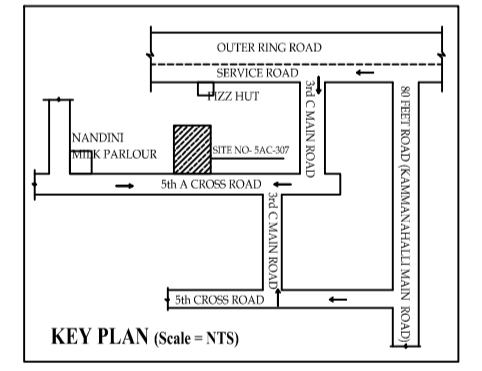 OUTER RING ROAD
SERVICE ROAD
PIZZ HUT
3rd C MAIN ROAD
80 FEET ROAD (KAMMANAHALLI MAIN ROAD)
NANDINI
MILK PARLOUR
SITE NO- 5AC-307
5th A CROSS ROAD
3rd C MAIN ROAD
5th CROSS ROAD
KEY PLAN (Scale = NTS)